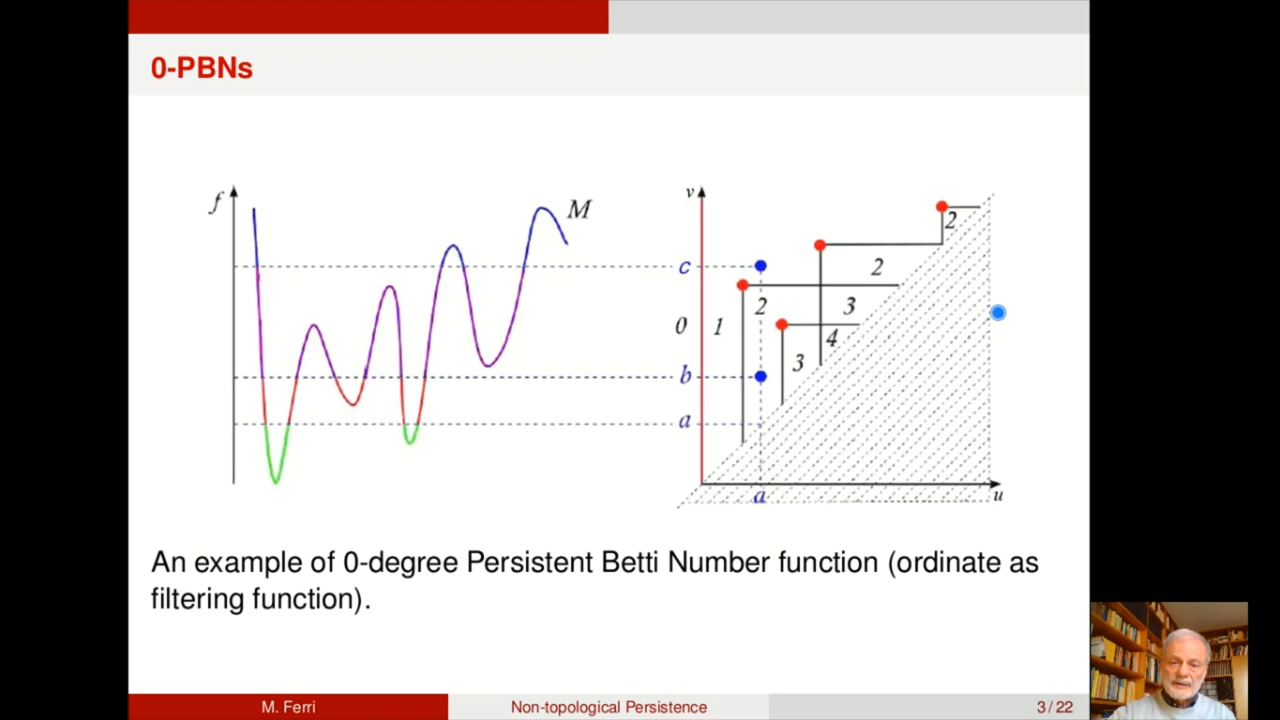 0-PBNs
f
M
v
c
b
a
0
1
2
3
4
3
2
2
a
u
An example of 0-degree Persistent Betti Number function (ordinate as
filtering function).
M. Ferri
Non-topological Persistence
3 / 22